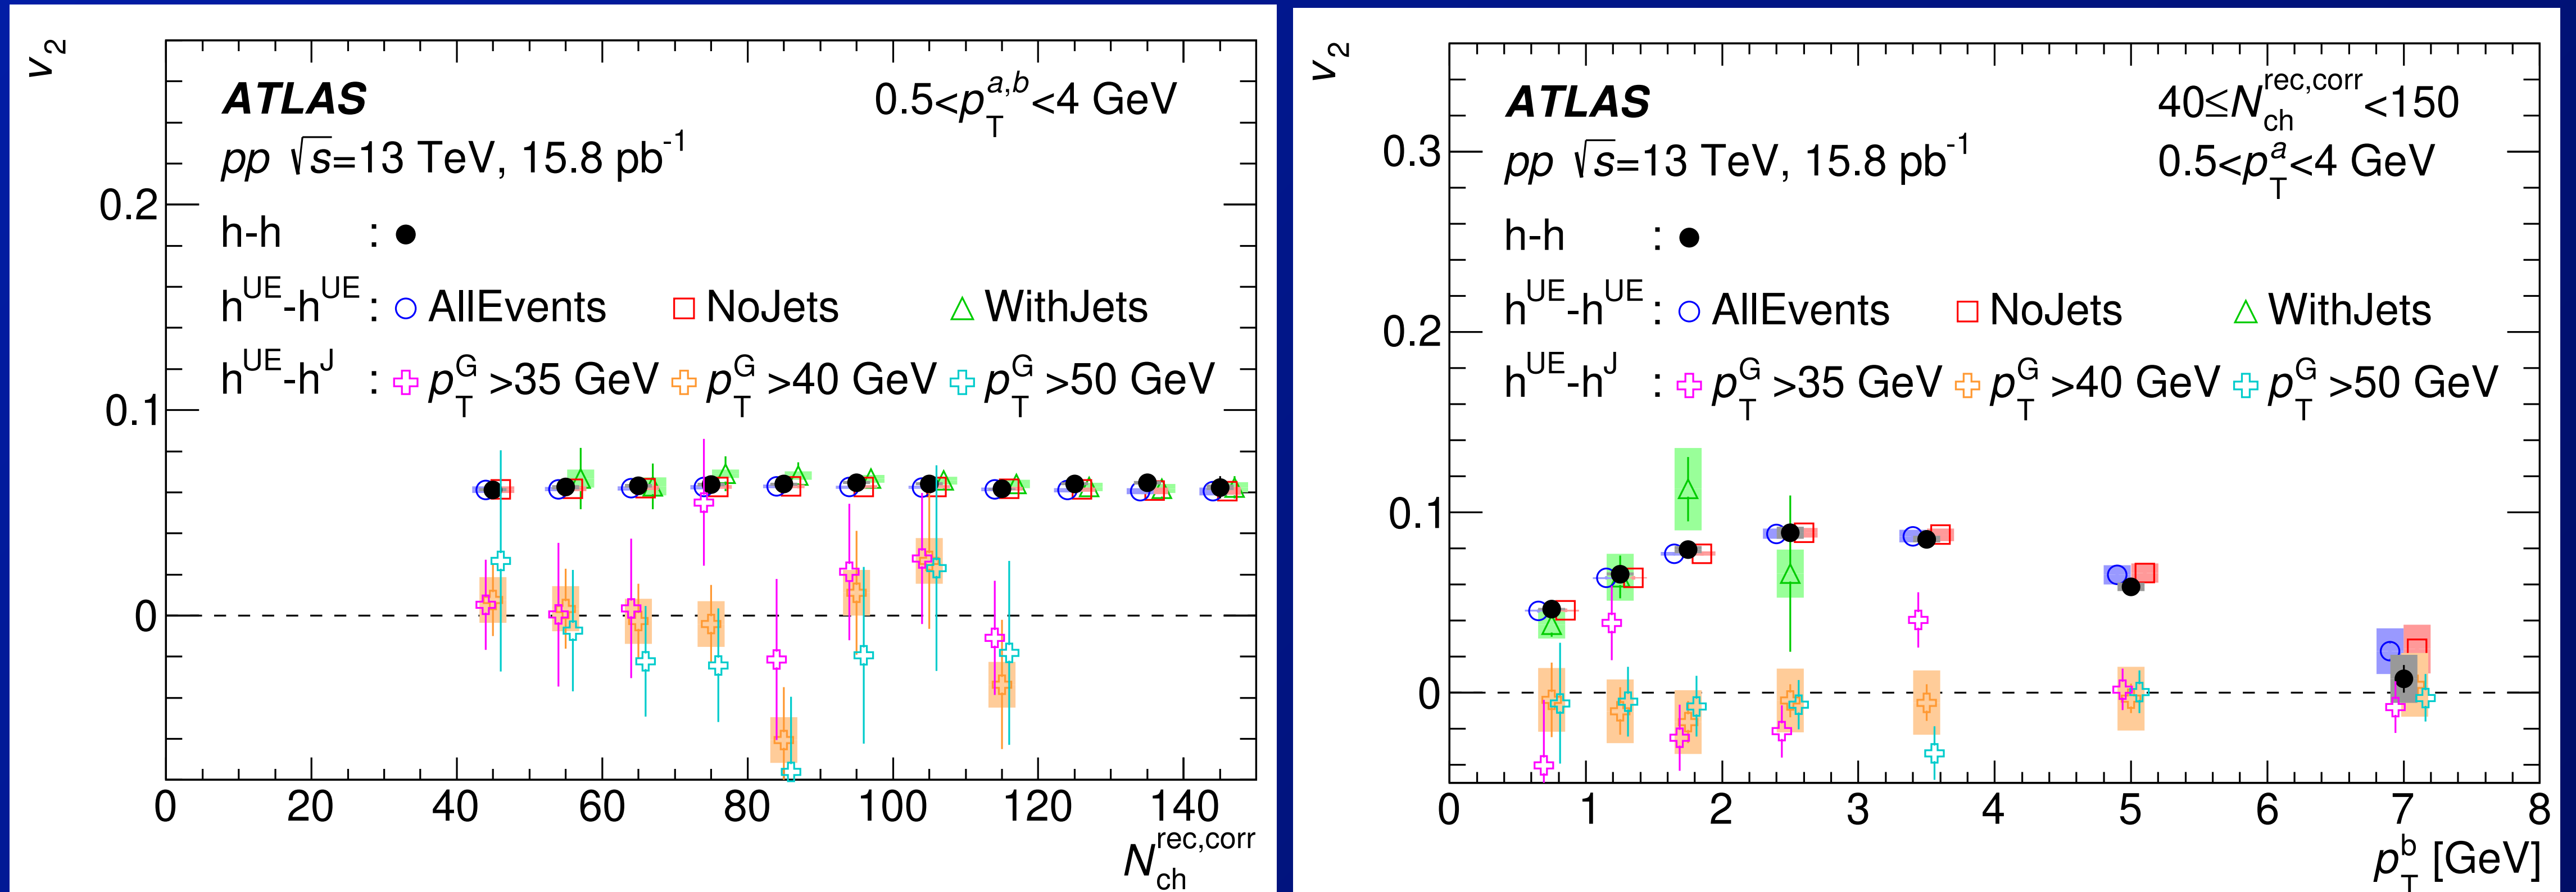 v₂
ATLAS
0.5<p_T^{a,b}<4 GeV
pp √s=13 TeV, 15.8 pb⁻¹
h-h :
h^{UE}-h^{UE} : AllEvents NoJets WithJets
h^{UE}-h^{J} : p_T^G >35 GeV p_T^G >40 GeV p_T^G >50 GeV
0.2
0.1
0
0 20 40 60 80 100 120 140
N_{ch}^{rec,corr}
v₂
ATLAS
40≤N_{ch}^{rec,corr}<150
pp √s=13 TeV, 15.8 pb⁻¹
0.5<p_T^a<4 GeV
h-h :
h^{UE}-h^{UE} : AllEvents NoJets WithJets
h^{UE}-h^{J} : p_T^G >35 GeV p_T^G >40 GeV p_T^G >50 GeV
0.3
0.2
0.1
0
0 1 2 3 4 5 6 7 8
p_T^b [GeV]